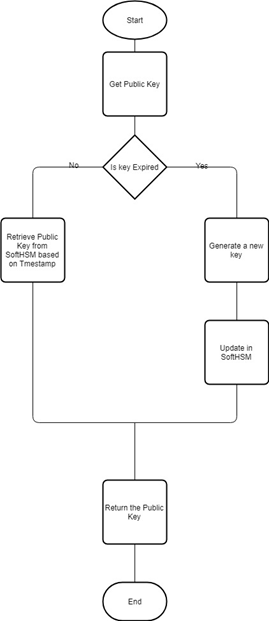 Start
Get Public Key
Is key Expired
No
Yes
Retrieve Public
Key from
SoftHSM based
on Tmestamp
Generate a new
key
Update in
SoftHSM
Return the Public
Key
End